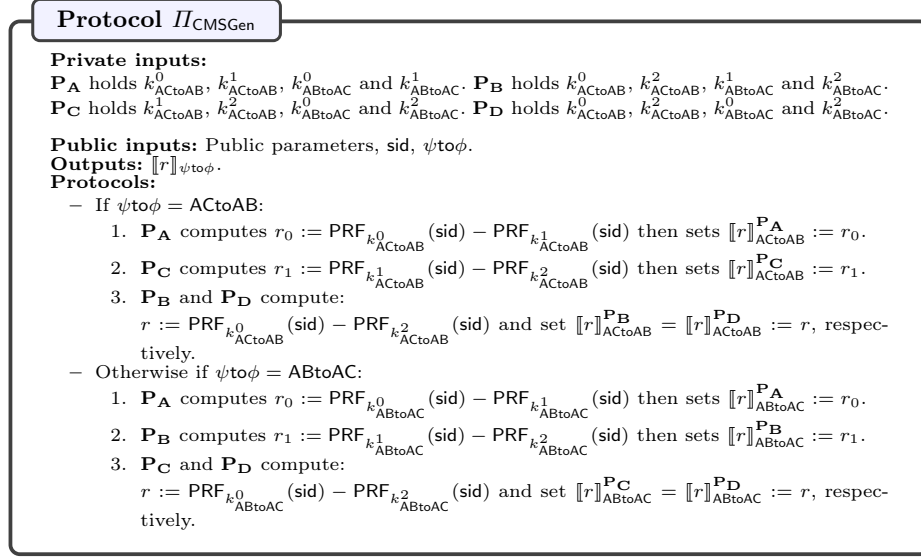 Protocol Π_CMSGen
Private inputs:
P_A holds k^0_ACtoAB, k^1_ACtoAB, k^0_ABtoAC and k^1_ABtoAC. P_B holds k^0_ACtoAB, k^2_ACtoAB, k^1_ABtoAC and k^2_ABtoAC.
P_C holds k^1_ACtoAB, k^2_ACtoAB, k^0_ABtoAC and k^2_ABtoAC. P_D holds k^0_ACtoAB, k^2_ACtoAB, k^0_ABtoAC and k^2_ABtoAC.
Public inputs: Public parameters, sid, ψtoϕ.
Outputs: ⟦r⟧_ψtoϕ.
Protocols:
– If ψtoϕ = ACtoAB:
1. P_A computes r_0 := PRF_{k^0_ACtoAB}(sid) − PRF_{k^1_ACtoAB}(sid) then sets ⟦r⟧^{P_A}_ACtoAB := r_0.
2. P_C computes r_1 := PRF_{k^1_ACtoAB}(sid) − PRF_{k^2_ACtoAB}(sid) then sets ⟦r⟧^{P_C}_ACtoAB := r_1.
3. P_B and P_D compute:
r := PRF_{k^0_ACtoAB}(sid) − PRF_{k^2_ACtoAB}(sid) and set ⟦r⟧^{P_B}_ACtoAB = ⟦r⟧^{P_D}_ACtoAB := r, respec-
tively.
– Otherwise if ψtoϕ = ABtoAC:
1. P_A computes r_0 := PRF_{k^0_ABtoAC}(sid) − PRF_{k^1_ABtoAC}(sid) then sets ⟦r⟧^{P_A}_ABtoAC := r_0.
2. P_B computes r_1 := PRF_{k^1_ABtoAC}(sid) − PRF_{k^2_ABtoAC}(sid) then sets ⟦r⟧^{P_B}_ABtoAC := r_1.
3. P_C and P_D compute:
r := PRF_{k^0_ABtoAC}(sid) − PRF_{k^2_ABtoAC}(sid) and set ⟦r⟧^{P_C}_ABtoAC = ⟦r⟧^{P_D}_ABtoAC := r, respec-
tively.